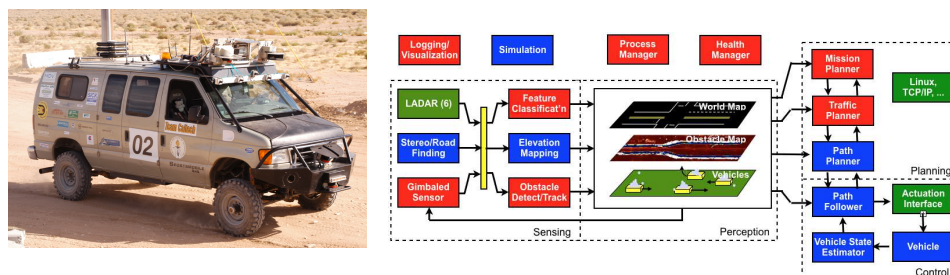 Team Caltech
02
Logging/
Visualization
Simulation
Process
Manager
Health
Manager
Mission
Planner
Linux,
TCP/IP, ...
LADAR (6)
Feature
Classificat'n
World Map
Traffic
Planner
Stereo/Road
Finding
Elevation
Mapping
Obstacle Map
Path
Planner
Vehicles
Planning
Gimbaled
Sensor
Obstacle
Detect/Track
Path
Follower
Actuation
Interface
Sensing
Perception
Vehicle State
Estimator
Vehicle
Control